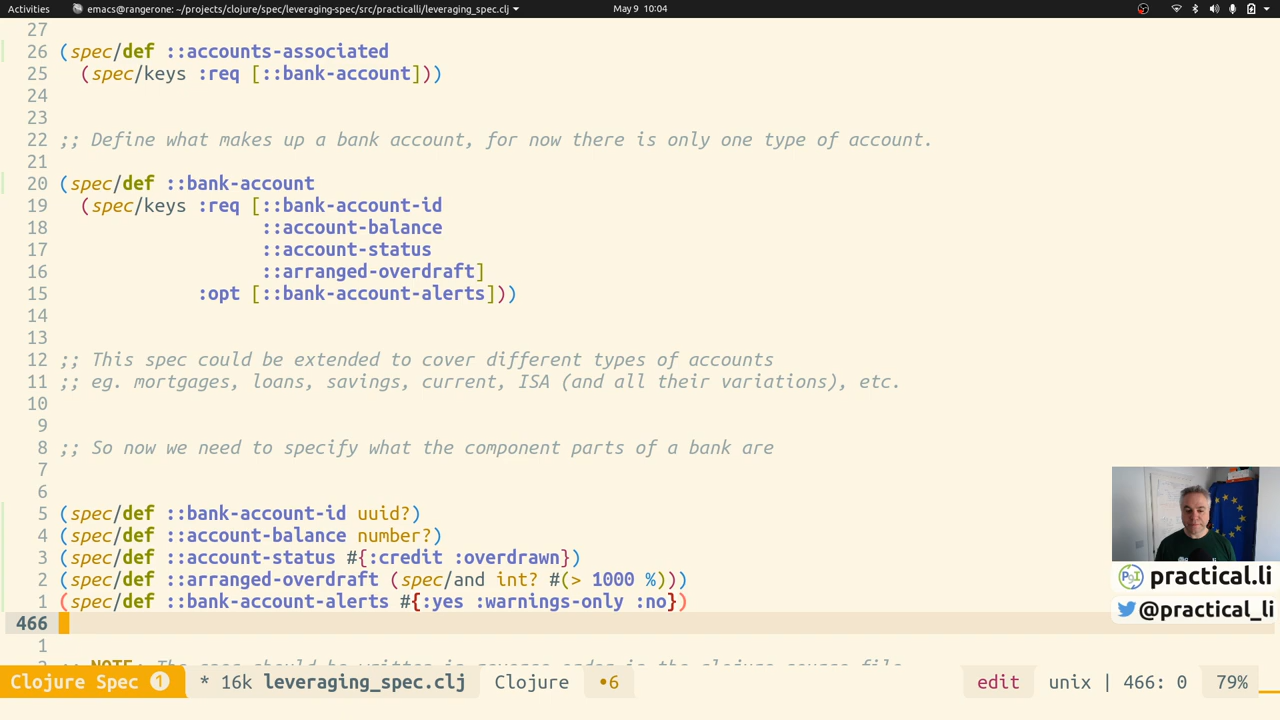 Activities emacs@rangerone: ~/projects/clojure/spec/leveraging-spec/src/practicalli/leveraging_spec.clj May 9 10:04
27
26 (spec/def ::accounts-associated
25 (spec/keys :req [::bank-account]))
24
23
22 ;; Define what makes up a bank account, for now there is only one type of account.
21
20 (spec/def ::bank-account
19 (spec/keys :req [::bank-account-id
18 ::account-balance
17 ::account-status
16 ::arranged-overdraft]
15 :opt [::bank-account-alerts]))
14
13
12 ;; This spec could be extended to cover different types of accounts
11 ;; eg. mortgages, loans, savings, current, ISA (and all their variations), etc.
10
9
8 ;; So now we need to specify what the component parts of a bank are
7
6
5 (spec/def ::bank-account-id uuid?)
4 (spec/def ::account-balance number?)
3 (spec/def ::account-status #{:credit :overdrawn})
2 (spec/def ::arranged-overdraft (spec/and int? #(> 1000 %)))
1 (spec/def ::bank-account-alerts #{:yes :warnings-only :no})
466
1
practical.li
@practical_li
Clojure Spec 1 * 16k leveraging_spec.clj Clojure •6 edit unix | 466: 0 79%